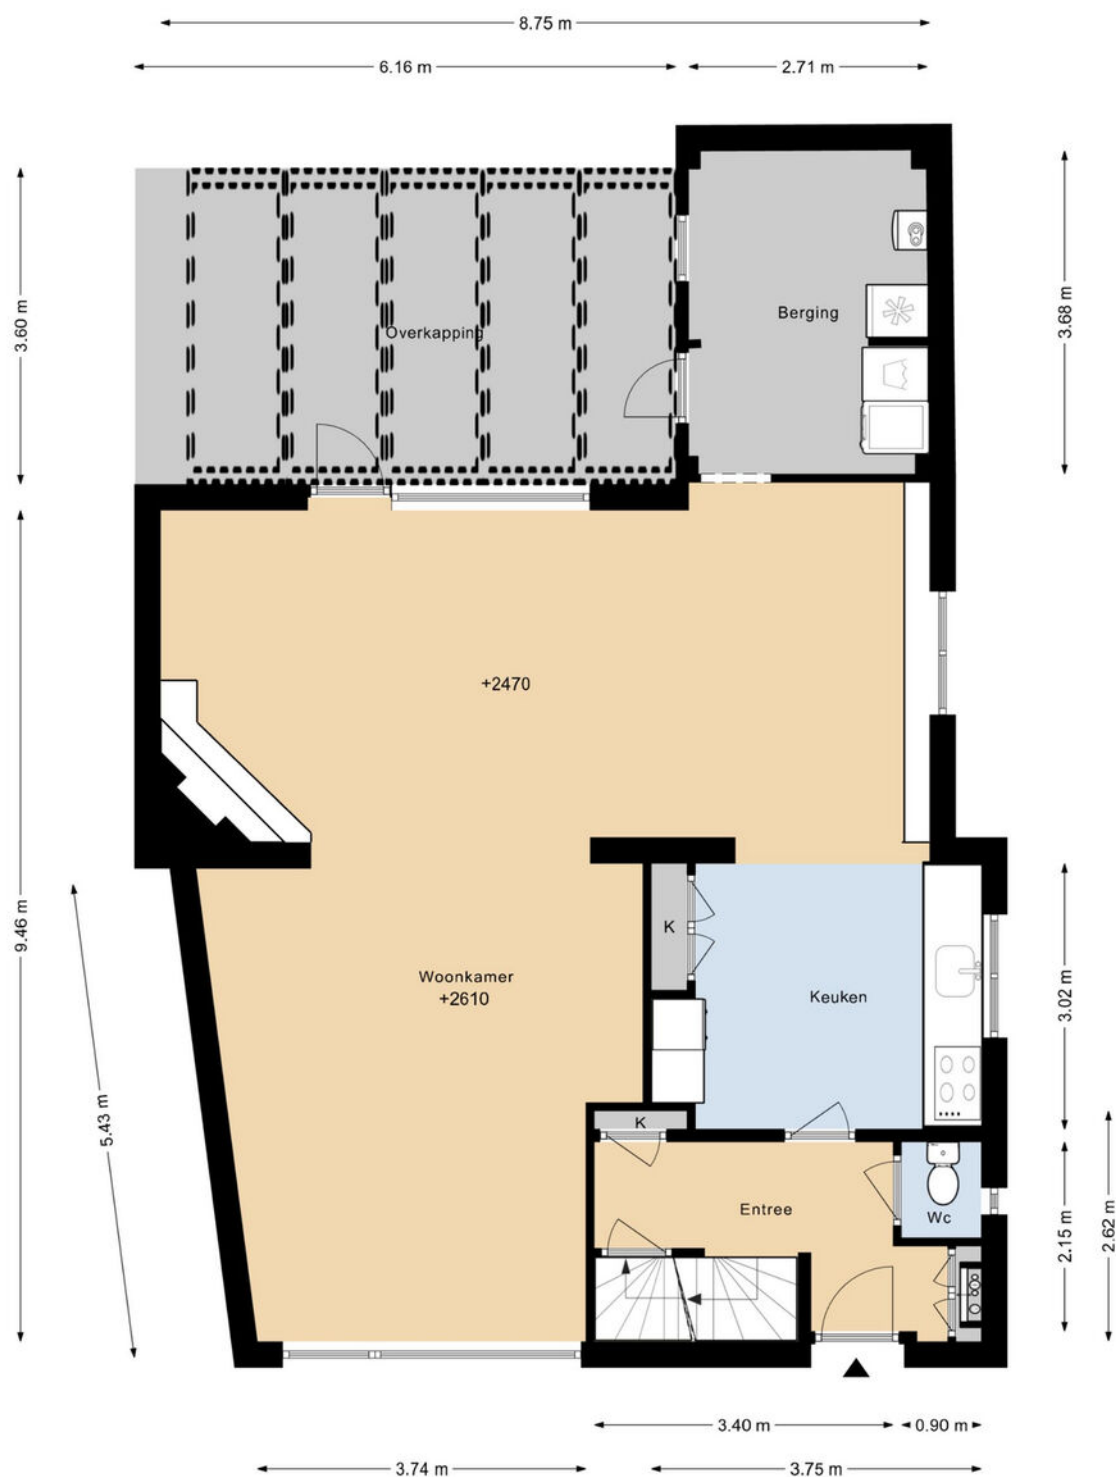 8.75 m
6.16 m
2.71 m
3.60 m
Overkapping
Berging
3.68 m
+2470
9.46 m
5.43 m
Woonkamer
+2610
K
Keuken
3.02 m
K
Entree
Wc
2.15 m
2.62 m
3.40 m
0.90 m
3.74 m
3.75 m